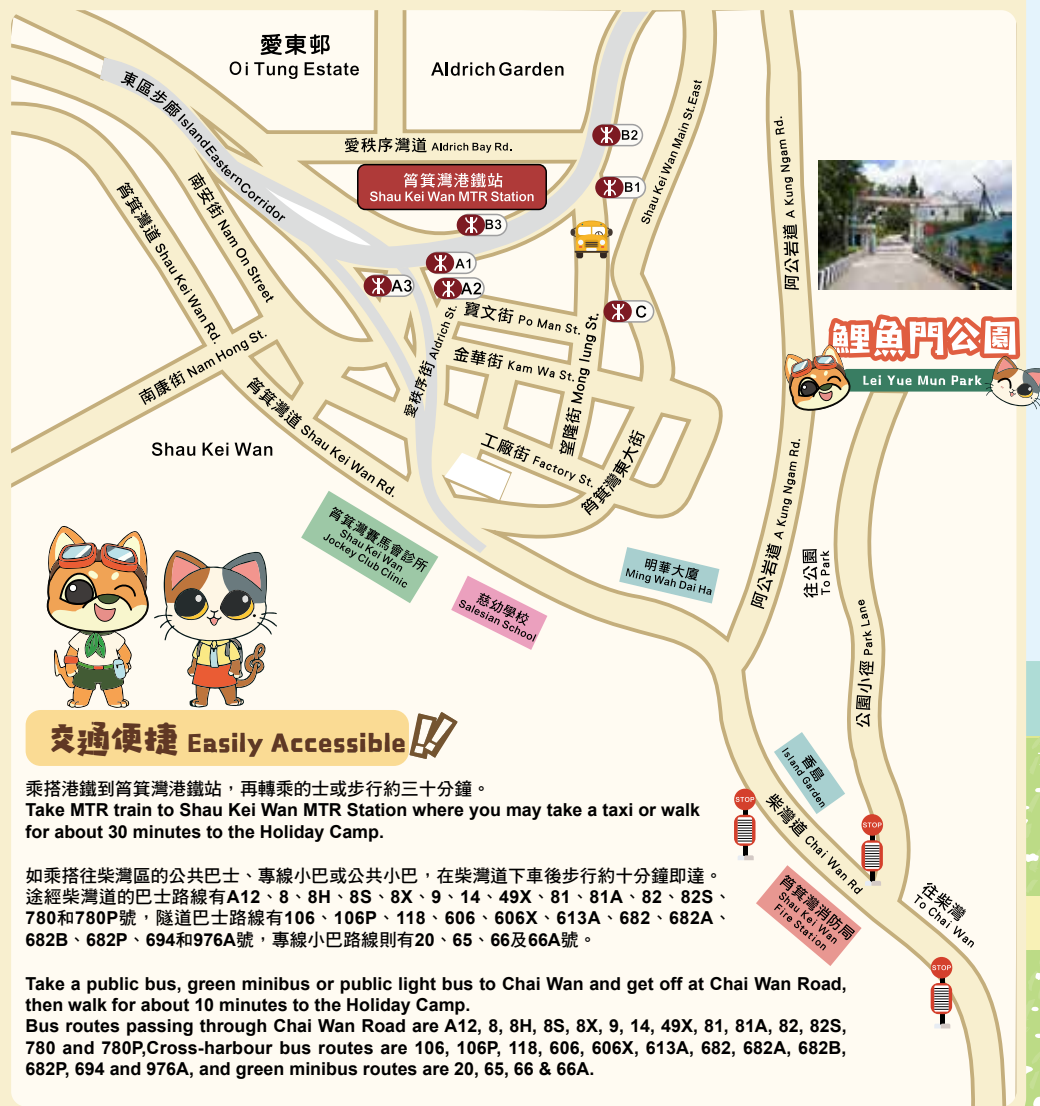 愛東邨
Oi Tung Estate
Aldrich Garden
東區步廊 Island Eastern Corridor
愛秩序灣道 Aldrich Bay Rd.
筲箕灣港鐵站
Shau Kei Wan MTR Station
B2
B1
B3
A1
A2
A3
C
Shau Kei Wan Main St. East
阿公岩道 A Kung Ngam Rd.
南安街 Nam On Street
筲箕灣道 Shau Kei Wan Rd.
南康街 Nam Hong St.
愛秩序街 Aldrich St.
寶文街 Po Man St.
金華街 Kam Wa St.
望隆街 Mong Lung St.
工廠街 Factory St.
筲箕灣東大街
筲箕灣道 Shau Kei Wan Rd.
Shau Kei Wan
鯉魚門公園
Lei Yue Mun Park
阿公岩道 A Kung Ngam Rd.
往公園
To Park
公園小徑 Park Lane
筲箕灣賽馬會診所
Shau Kei Wan
Jockey Club Clinic
慈幼學校
Salesian School
明華大廈
Ming Wah Dai Ha
香島
Island Garden
STOP
STOP
柴灣道 Chai Wan Rd
筲箕灣消防局
Shau Kei Wan
Fire Station
往柴灣
To Chai Wan
STOP
交通便捷 Easily Accessible!!
乘搭港鐵到筲箕灣港鐵站，再轉乘的士或步行約三十分鐘。
Take MTR train to Shau Kei Wan MTR Station where you may take a taxi or walk
for about 30 minutes to the Holiday Camp.
如乘搭往柴灣區的公共巴士、專線小巴或公共小巴，在柴灣道下車後步行約十分鐘即達。
途經柴灣道的巴士路線有A12、8、8H、8S、8X、9、14、49X、81、81A、82、82S、
780和780P號，隧道巴士路線有106、106P、118、606、606X、613A、682、682A、
682B、682P、694和976A號，專線小巴路線則有20、65、66及66A號。
Take a public bus, green minibus or public light bus to Chai Wan and get off at Chai Wan Road,
then walk for about 10 minutes to the Holiday Camp.
Bus routes passing through Chai Wan Road are A12, 8, 8H, 8S, 8X, 9, 14, 49X, 81, 81A, 82, 82S,
780 and 780P,Cross-harbour bus routes are 106, 106P, 118, 606, 606X, 613A, 682, 682A, 682B,
682P, 694 and 976A, and green minibus routes are 20, 65, 66 & 66A.